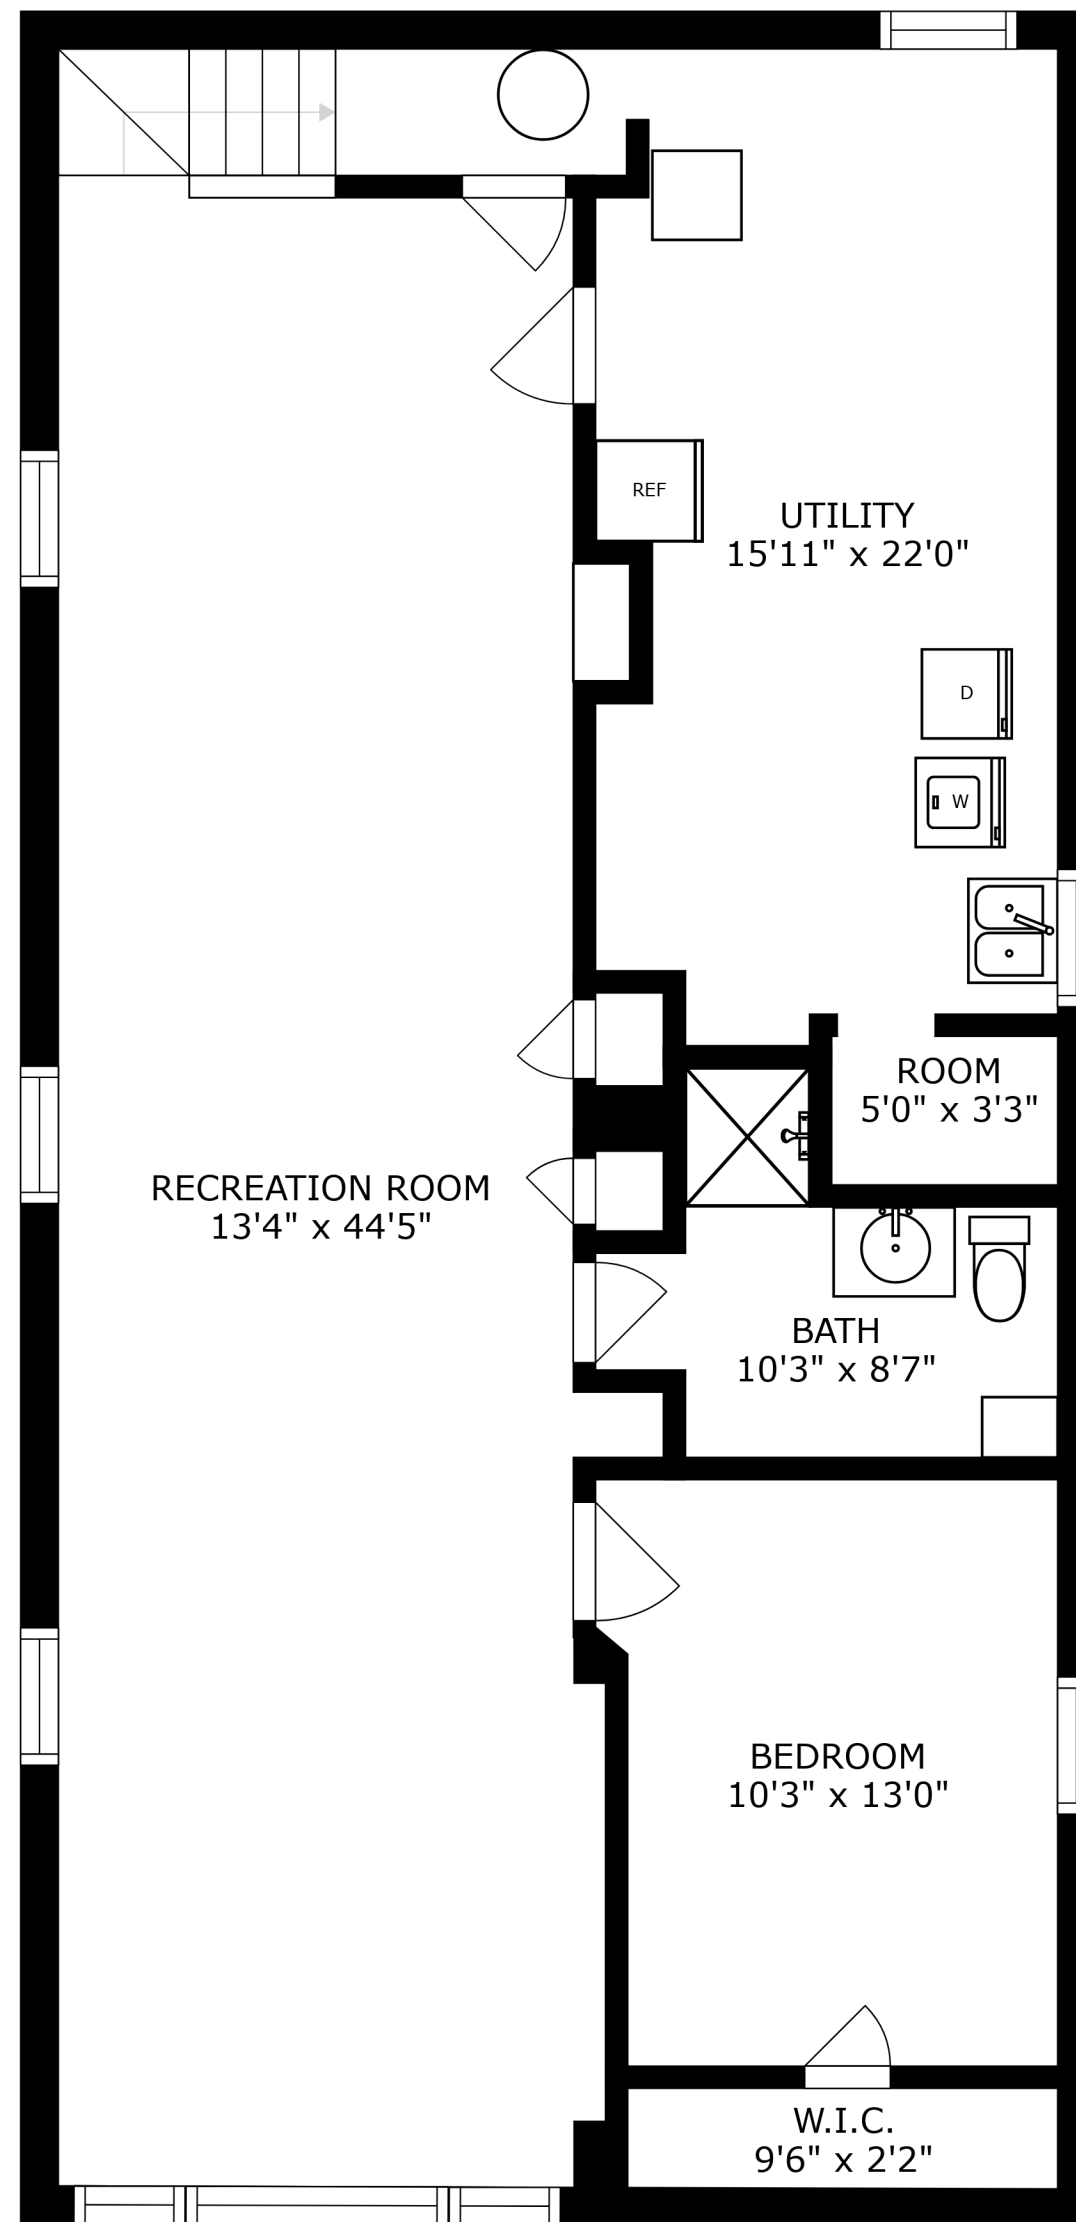 REF
UTILITY
15'11" x 22'0"
D
W
ROOM
5'0" x 3'3"
RECREATION ROOM
13'4" x 44'5"
BATH
10'3" x 8'7"
BEDROOM
10'3" x 13'0"
W.I.C.
9'6" x 2'2"